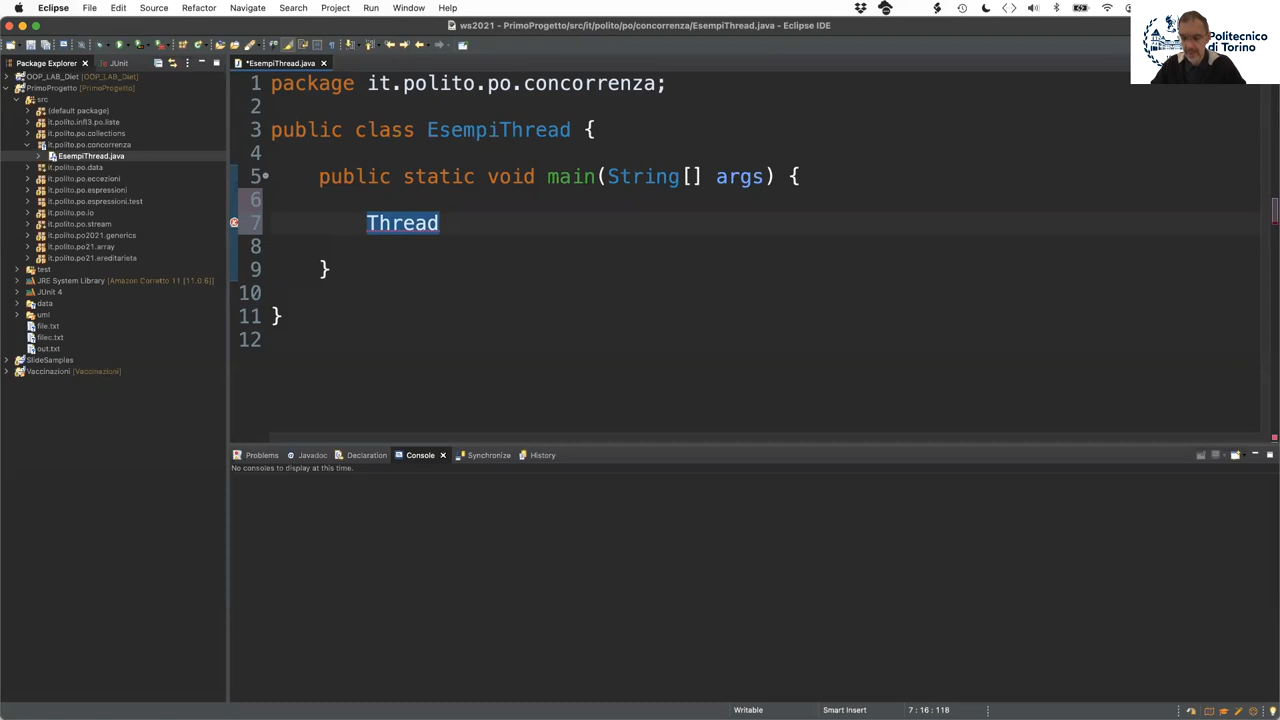 Eclipse File Edit Source Refactor Navigate Search Project Run Window Help
ws2021 - PrimoProgetto/src/it/polito/po/concorrenza/EsempiThread.java - Eclipse IDE
Politecnico
di Torino
Package Explorer
JUnit
*EsempiThread.java
OOP_LAB_Diet [OOP_LAB_Diet]
PrimoProgetto [PrimoProgetto]
src
(default package)
it.polito.infl3.po.liste
it.polito.po.collections
it.polito.po.concorrenza
EsempiThread.java
it.polito.po.data
it.polito.po.eccezioni
it.polito.po.espressioni
it.polito.po.espressioni.test
it.polito.po.io
it.polito.po.stream
it.polito.po2021.generics
it.polito.po21.array
it.polito.po21.ereditarieta
test
JRE System Library [Amazon Corretto 11 [11.0.6]]
JUnit 4
data
uml
file.txt
filec.txt
out.txt
SlideSamples
Vaccinazioni [Vaccinazioni]
1 package it.polito.po.concorrenza;
2
3 public class EsempiThread {
4
5 public static void main(String[] args) {
6
7 Thread
8
9 }
10
11 }
12
Problems Javadoc Declaration Console Synchronize History
No consoles to display at this time.
Writable Smart Insert 7 : 16 : 118